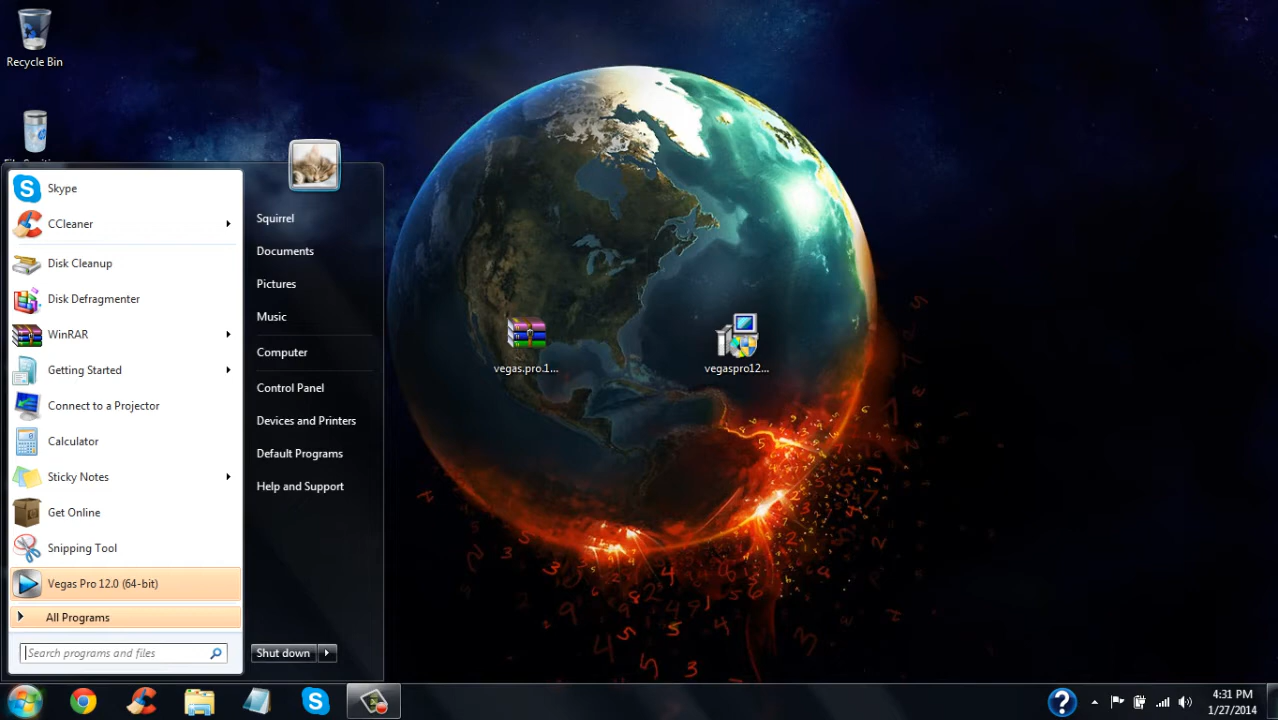 Recycle Bin
Skype
CCleaner
Disk Cleanup
Disk Defragmenter
WinRAR
Getting Started
Connect to a Projector
Calculator
Sticky Notes
Get Online
Snipping Tool
Vegas Pro 12.0 (64-bit)
All Programs
Search programs and files
Squirrel
Documents
Pictures
Music
Computer
Control Panel
Devices and Printers
Default Programs
Help and Support
Shut down
vegas.pro.1...
vegaspro12...
4:31 PM
1/27/2014